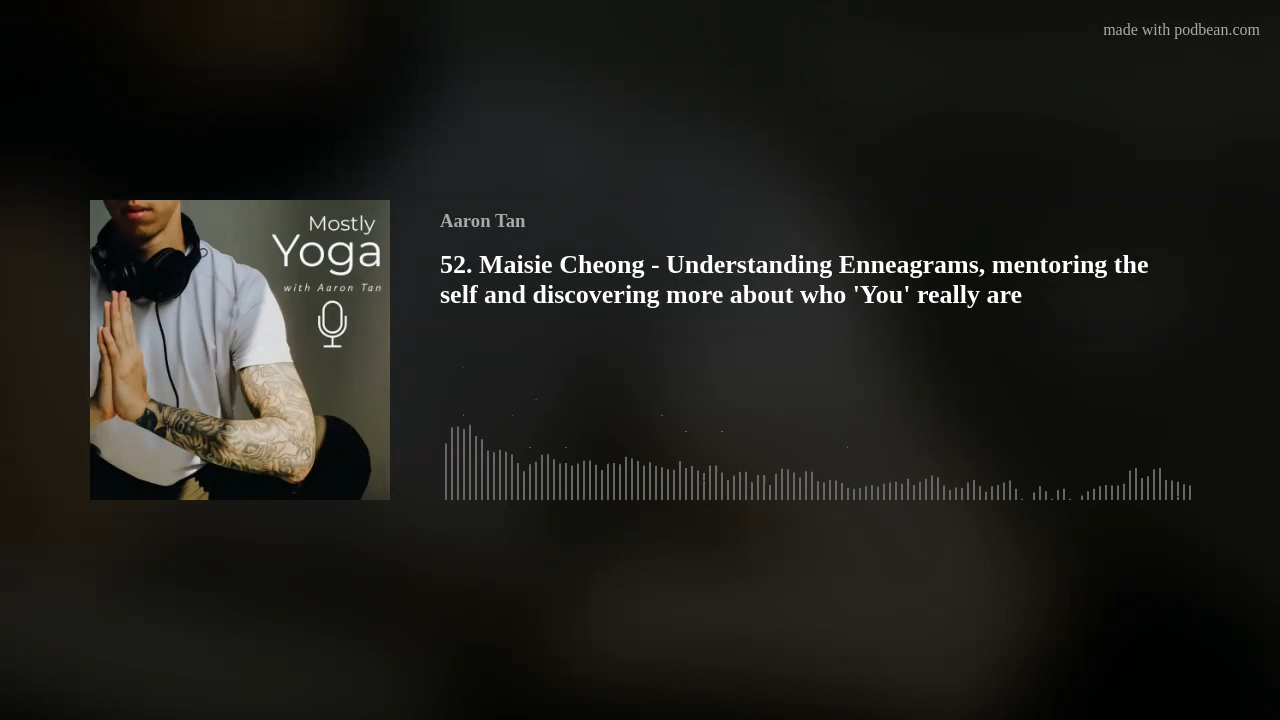 made with podbean.com
Mostly
Yoga
with Aaron Tan
Aaron Tan
52. Maisie Cheong - Understanding Enneagrams, mentoring the
self and discovering more about who 'You' really are